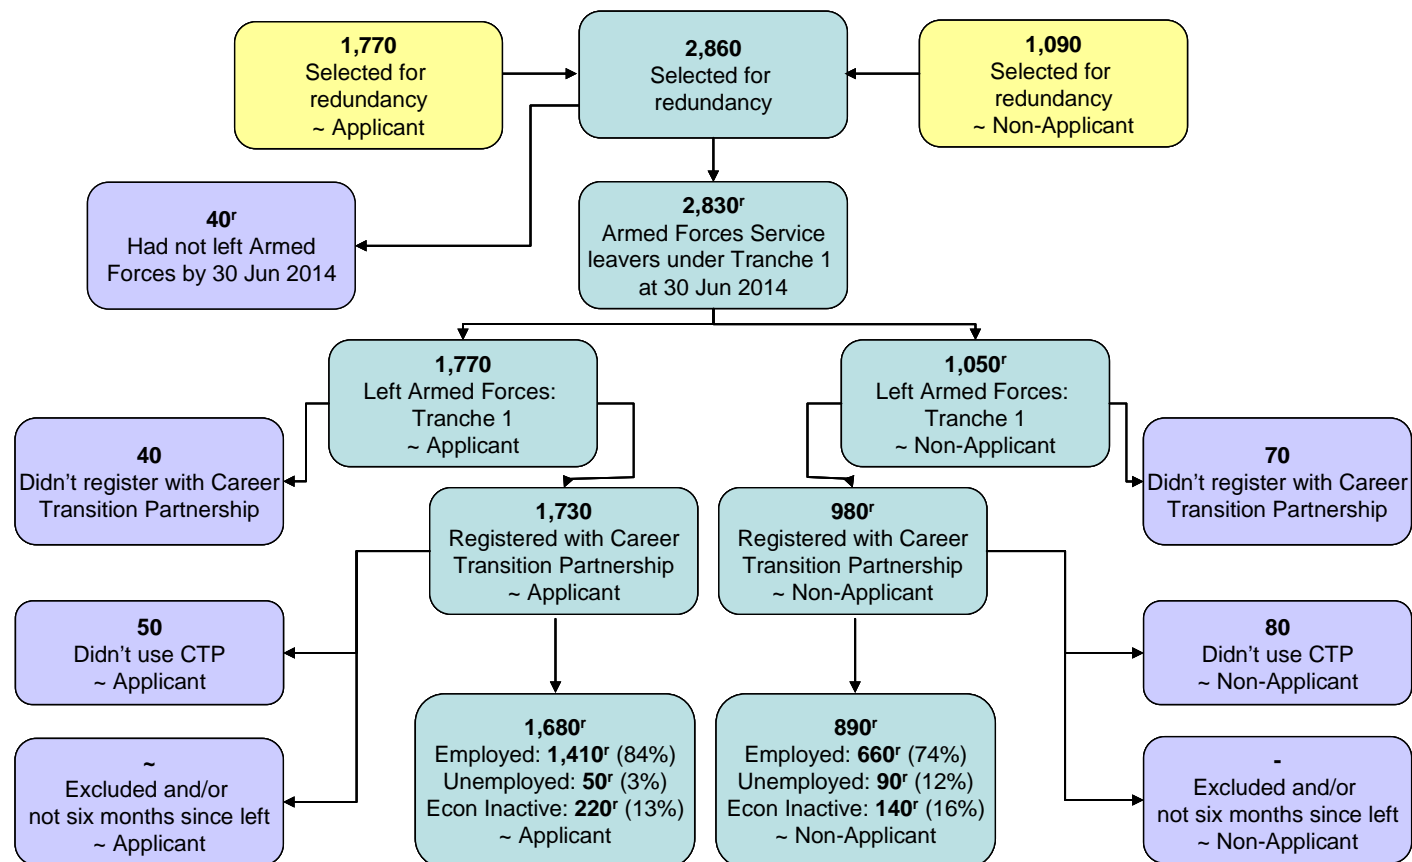 1,770
Selected for
redundancy
~ Applicant
2,860
Selected for
redundancy
1,090
Selected for
redundancy
~ Non-Applicant
40ʳ
Had not left Armed
Forces by 30 Jun 2014
2,830ʳ
Armed Forces Service
leavers under Tranche 1
at 30 Jun 2014
1,770
Left Armed Forces:
Tranche 1
~ Applicant
1,050ʳ
Left Armed Forces:
Tranche 1
~ Non-Applicant
40
Didn’t register with Career
Transition Partnership
70
Didn’t register with Career
Transition Partnership
1,730
Registered with Career
Transition Partnership
~ Applicant
980ʳ
Registered with Career
Transition Partnership
~ Non-Applicant
50
Didn’t use CTP
~ Applicant
80
Didn’t use CTP
~ Non-Applicant
1,680ʳ
Employed: 1,410ʳ (84%)
Unemployed: 50ʳ (3%)
Econ Inactive: 220ʳ (13%)
~ Applicant
890ʳ
Employed: 660ʳ (74%)
Unemployed: 90ʳ (12%)
Econ Inactive: 140ʳ (16%)
~ Non-Applicant
~
Excluded and/or
not six months since left
~ Applicant
-
Excluded and/or
not six months since left
~ Non-Applicant